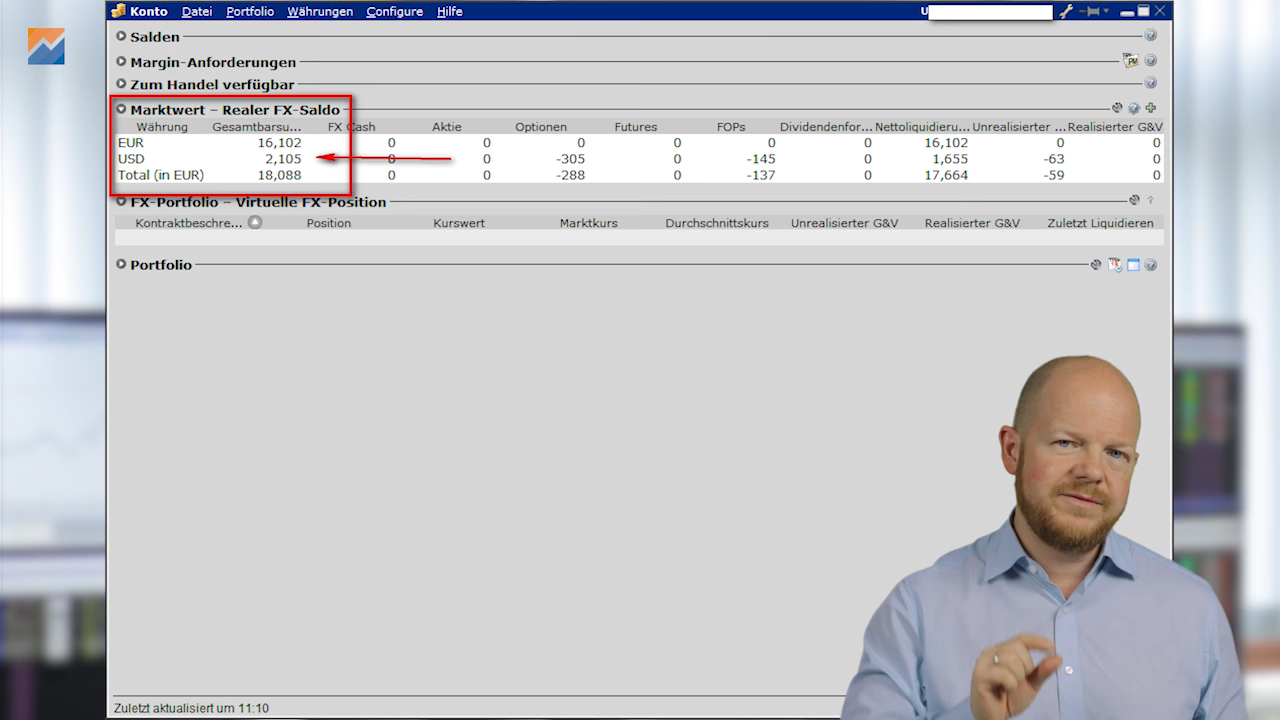 Konto Datei Portfolio Währungen Configure Hilfe U
Salden
Margin-Anforderungen
Zum Handel verfügbar
Marktwert – Realer FX-Saldo
Währung Gesamtbarsu... FX Cash Aktie Optionen Futures FOPs Dividendenfor... Nettoliquidieru... Unrealisierter ... Realisierter G&V
EUR 16,102 0 0 0 0 0 0 16,102 0 0
USD 2,105 0 0 -305 0 -145 0 1,655 -63 0
Total (in EUR) 18,088 0 0 -288 0 -137 0 17,664 -59 0
FX-Portfolio – Virtuelle FX-Position
Kontraktbeschre... Position Kurswert Marktkurs Durchschnittskurs Unrealisierter G&V Realisierter G&V Zuletzt Liquidieren
Portfolio
Zuletzt aktualisiert um 11:10